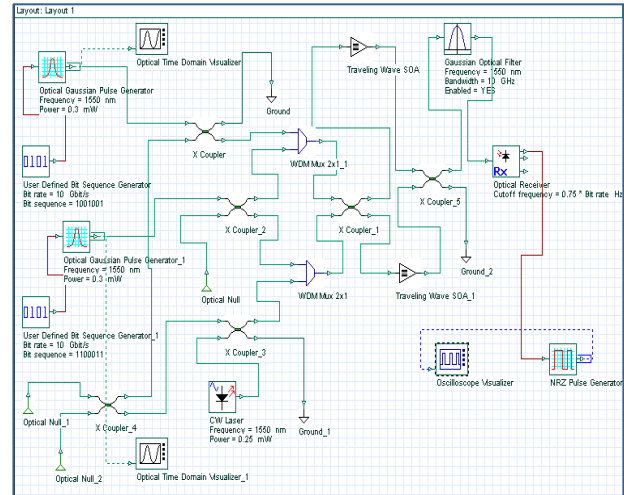 Layout: Layout 1
Optical Time Domain Visualizer
Optical Gaussian Pulse Generator
Frequency = 1550 nm
Power = 0.3 mW
Ground
Traveling Wave SOA
Gaussian Optical Filter
Frequency = 1550 nm
Bandwidth = 10 GHz
Enabled = YES
X Coupler
WDM Mux 2x1_1
0101
User Defined Bit Sequence Generator
Bit rate = 10 Gbit/s
Bit sequence = 1001001
Rx
Optical Receiver
Cutoff frequency = 0.75 * Bit rate Hz
X Coupler_2
X Coupler_1
X Coupler_5
Optical Gaussian Pulse Generator_1
Frequency = 1550 nm
Power = 0.3 mW
Ground_2
Optical Null
WDM Mux 2x1
Traveling Wave SOA_1
0101
User Defined Bit Sequence Generator_1
Bit rate = 10 Gbit/s
Bit sequence = 1100011
X Coupler_3
Oscilloscope Visualizer
NRZ Pulse Generator
Optical Null_1
X Coupler_4
CW Laser
Frequency = 1550 nm
Power = 0.25 mW
Ground_1
Optical Null_2
Optical Time Domain Visualizer_1